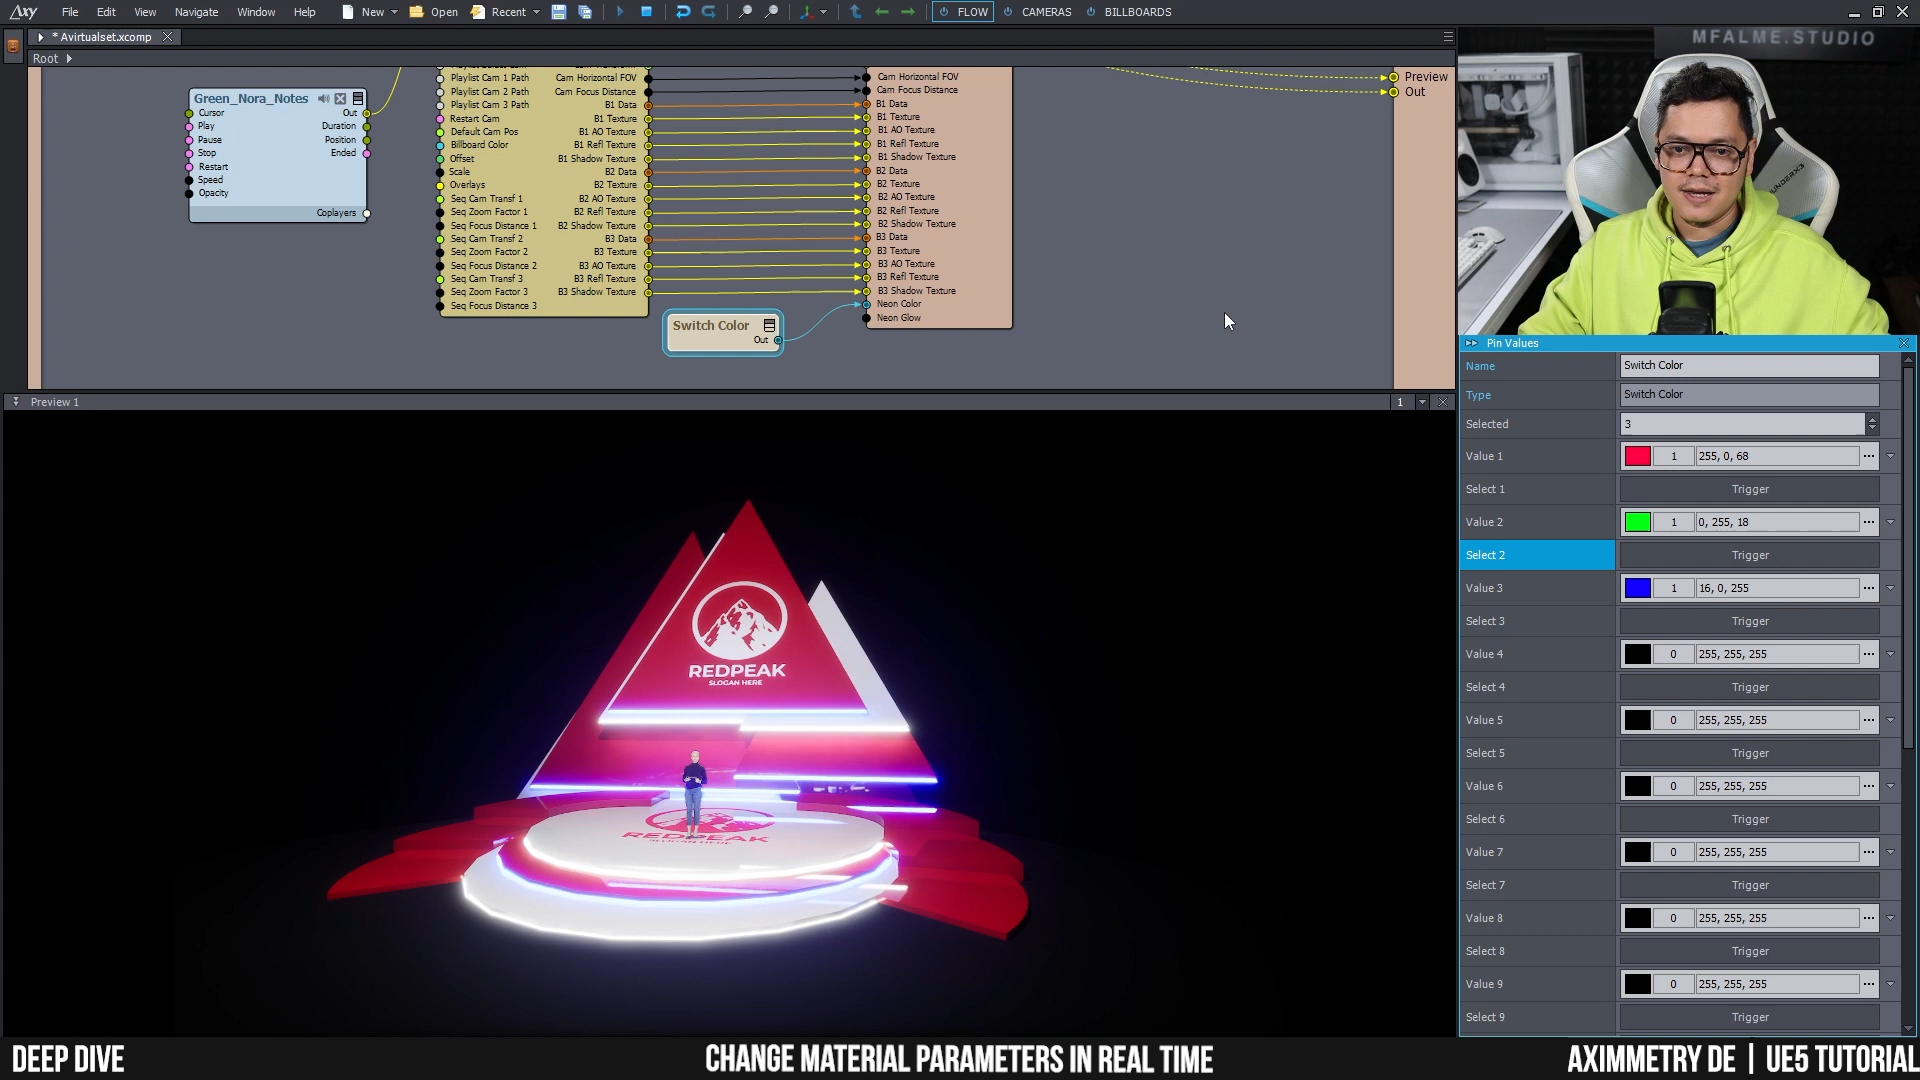 Axy File Edit View Navigate Window Help New Open Recent FLOW CAMERAS BILLBOARDS
* Avirtualset.xcomp
Root
Green_Nora_Notes
Cursor Out
Play Duration
Pause Position
Stop Ended
Restart
Speed
Opacity
Coplayers
Playlist Cam 1 Path Cam Horizontal FOV
Playlist Cam 2 Path Cam Focus Distance
Playlist Cam 3 Path B1 Data
Restart Cam B1 Texture
Default Cam Pos B1 AO Texture
Billboard Color B1 Refl Texture
Offset B1 Shadow Texture
Scale B2 Data
Overlays B2 Texture
Seq Cam Transf 1 B2 AO Texture
Seq Zoom Factor 1 B2 Refl Texture
Seq Focus Distance 1 B2 Shadow Texture
Seq Cam Transf 2 B3 Data
Seq Zoom Factor 2 B3 Texture
Seq Focus Distance 2 B3 AO Texture
Seq Cam Transf 3 B3 Refl Texture
Seq Zoom Factor 3 B3 Shadow Texture
Seq Focus Distance 3
Switch Color
Out
Cam Horizontal FOV
Cam Focus Distance
B1 Data
B1 Texture
B1 AO Texture
B1 Refl Texture
B1 Shadow Texture
B2 Data
B2 Texture
B2 AO Texture
B2 Refl Texture
B2 Shadow Texture
B3 Data
B3 Texture
B3 AO Texture
B3 Refl Texture
B3 Shadow Texture
Neon Color
Neon Glow
Preview
Out
MFALME.STUDIO
Preview 1 1
REDPEAK
SLOGAN HERE
REDPEAK
Pin Values
Name Switch Color
Type Switch Color
Selected 3
Value 1 1 255, 0, 68
Select 1 Trigger
Value 2 1 0, 255, 18
Select 2 Trigger
Value 3 1 16, 0, 255
Select 3 Trigger
Value 4 0 255, 255, 255
Select 4 Trigger
Value 5 0 255, 255, 255
Select 5 Trigger
Value 6 0 255, 255, 255
Select 6 Trigger
Value 7 0 255, 255, 255
Select 7 Trigger
Value 8 0 255, 255, 255
Select 8 Trigger
Value 9 0 255, 255, 255
Select 9 Trigger
DEEP DIVE
CHANGE MATERIAL PARAMETERS IN REAL TIME
AXIMMETRY DE | UE5 TUTORIAL